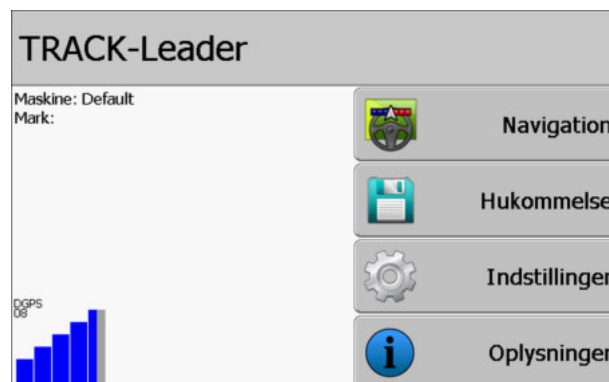 TRACK-Leader
Maskine: Default
Mark:
Navigation
Hukommelse
Indstillinger
Oplysninger
DGPS
08